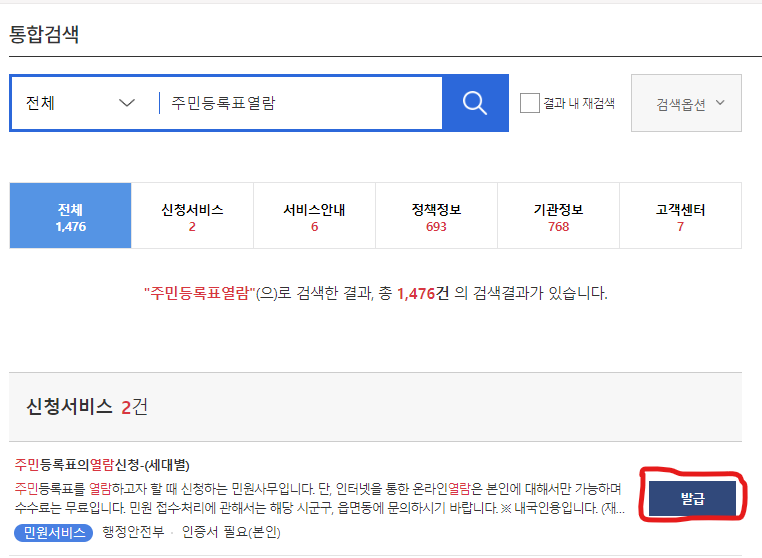 통합검색
전체 주민등록표열람 결과 내 재검색 검색옵션
전체 신청서비스 서비스안내 정책정보 기관정보 고객센터
1,476 2 6 693 768 7
"주민등록표열람"(으)로 검색한 결과, 총 1,476건 의 검색결과가 있습니다.
신청서비스 2건
주민등록표의열람신청-(세대별)
주민등록표를 열람하고자 할 때 신청하는 민원사무입니다. 단, 인터넷을 통한 온라인열람은 본인에 대해서만 가능하며
수수료는 무료입니다. 민원 접수·처리에 관해서는 해당 시군구, 읍면동에 문의하시기 바랍니다. ※ 내국인용입니다. (재...
발급
민원서비스 행정안전부 · 인증서 필요(본인)